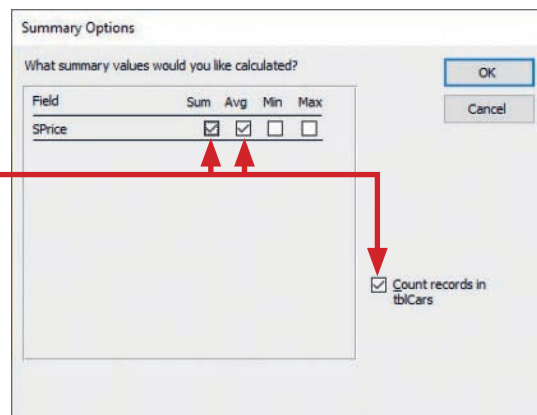 Summary Options
What summary values would you like calculated?
OK
Cancel
Field Sum Avg Min Max
SPrice
Count records in
tblCars